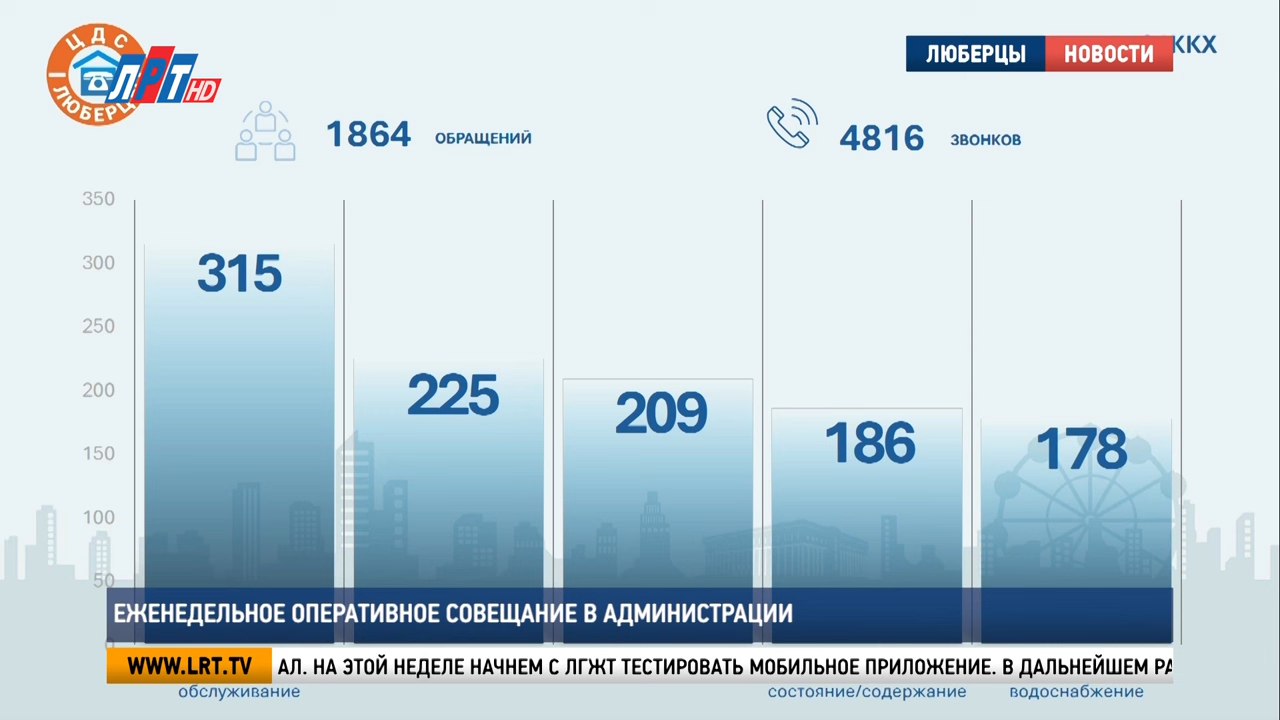 ЦДС
ЛЮБЕРЦ
ЛРТ HD
ЛЮБЕРЦЫ НОВОСТИ
ЖКХ
1864 ОБРАЩЕНИЙ
4816 ЗВОНКОВ
350
300
250
200
150
100
50
315
225
209
186
178
ЕЖЕНЕДЕЛЬНОЕ ОПЕРАТИВНОЕ СОВЕЩАНИЕ В АДМИНИСТРАЦИИ
WWW.LRT.TV АЛ. НА ЭТОЙ НЕДЕЛЕ НАЧНЕМ С ЛГЖТ ТЕСТИРОВАТЬ МОБИЛЬНОЕ ПРИЛОЖЕНИЕ. В ДАЛЬНЕЙШЕМ РА
обслуживание состояние/содержание водоснабжение